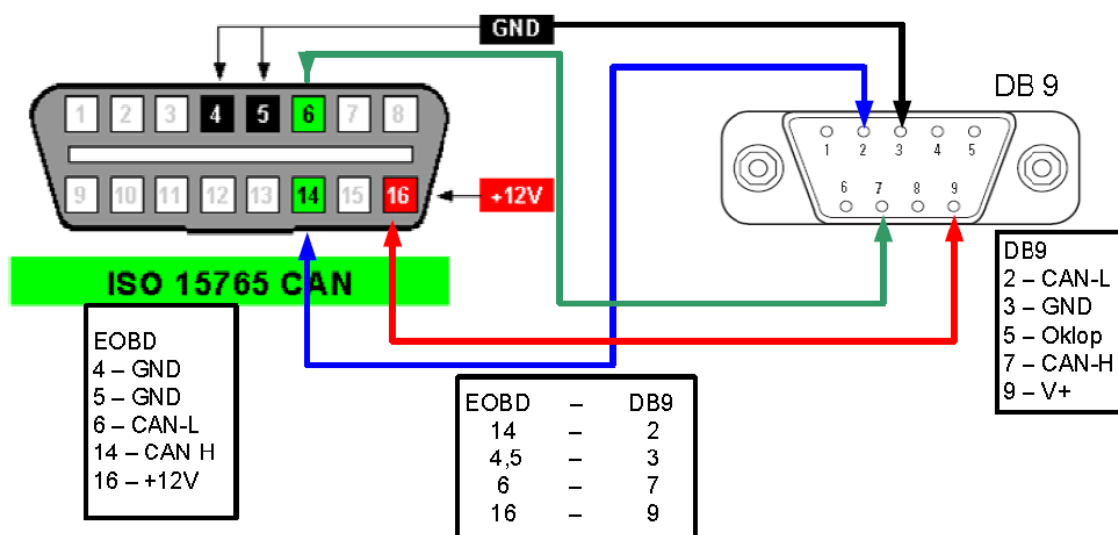 GND
DB 9
1 2 3 4 5 6 7 8
9 10 11 12 13 14 15 16
+12V
1 2 3 4 5
6 7 8 9
ISO 15765 CAN
EOBD
4 – GND
5 – GND
6 – CAN-L
14 – CAN H
16 – +12V
EOBD – DB9
14 – 2
4,5 – 3
6 – 7
16 – 9
DB9
2 – CAN-L
3 – GND
5 – Oklop
7 – CAN-H
9 – V+